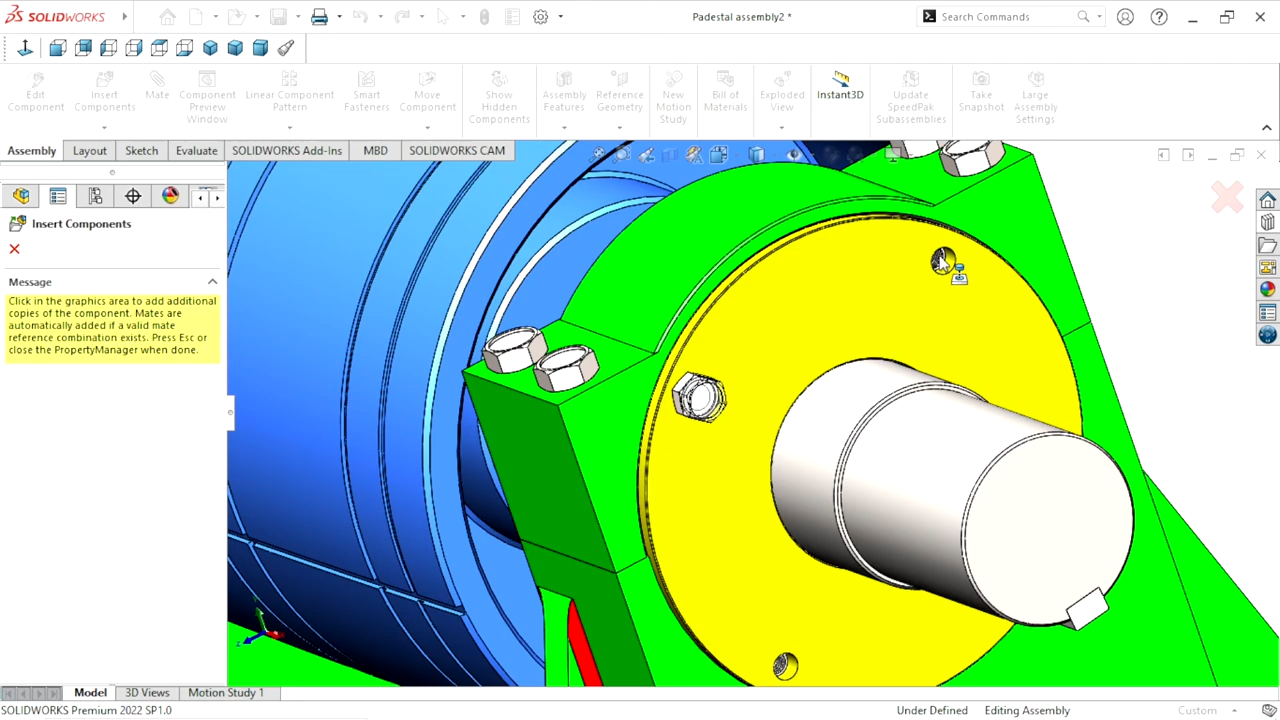 SOLIDWORKS
Padestal assembly2 *
Search Commands
Edit Component
Insert Components
Mate
Component Preview Window
Linear Component Pattern
Smart Fasteners
Move Component
Show Hidden Components
Assembly Features
Reference Geometry
New Motion Study
Bill of Materials
Exploded View
Instant3D
Update SpeedPak Subassemblies
Take Snapshot
Large Assembly Settings
Assembly
Layout
Sketch
Evaluate
SOLIDWORKS Add-Ins
MBD
SOLIDWORKS CAM
Insert Components
Message
Click in the graphics area to add additional
copies of the component. Mates are
automatically added if a valid mate
reference combination exists. Press Esc or
close the PropertyManager when done.
Model
3D Views
Motion Study 1
SOLIDWORKS Premium 2022 SP1.0
Under Defined
Editing Assembly
Custom